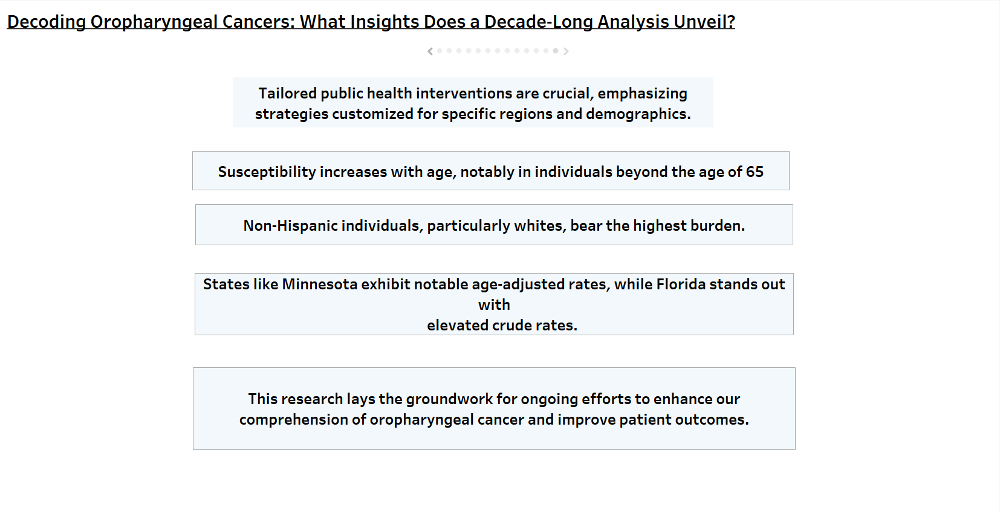 Decoding Oropharyngeal Cancers: What Insights Does a Decade-Long Analysis Unveil?
Tailored public health interventions are crucial, emphasizing
strategies customized for specific regions and demographics.
Susceptibility increases with age, notably in individuals beyond the age of 65
Non-Hispanic individuals, particularly whites, bear the highest burden.
States like Minnesota exhibit notable age-adjusted rates, while Florida stands out
with
elevated crude rates.
This research lays the groundwork for ongoing efforts to enhance our
comprehension of oropharyngeal cancer and improve patient outcomes.